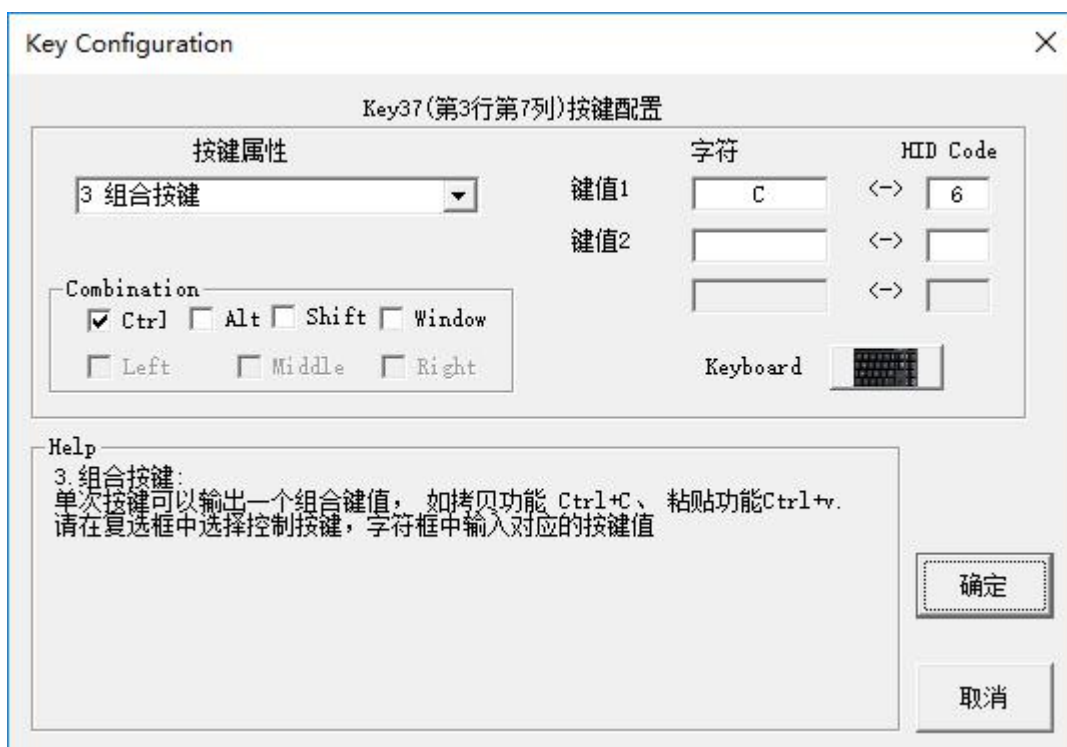 Key Configuration
Key37(第3行第7列)按键配置
按键属性 字符 HID Code
3 组合按键 键值1 C <-> 6
键值2 <->
<->
Combination
Ctrl Alt Shift Window
Left Middle Right
Keyboard
Help
3.组合按键:
单次按键可以输出一个组合键值, 如拷贝功能 Ctrl+C、 粘贴功能Ctrl+v.
请在复选框中选择控制按键,字符框中输入对应的按键值
确定
取消